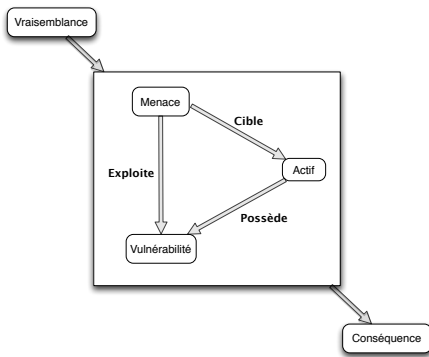 Vraisemblance
Menace
Cible
Actif
Exploite
Possède
Vulnérabilité
Conséquence